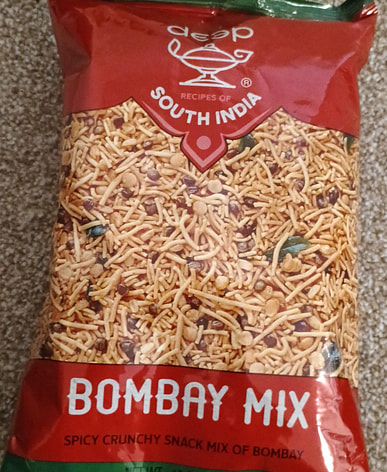 deep
®
RECIPES OF
SOUTH INDIA
BOMBAY MIX
SPICY CRUNCHY SNACK MIX OF BOMBAY